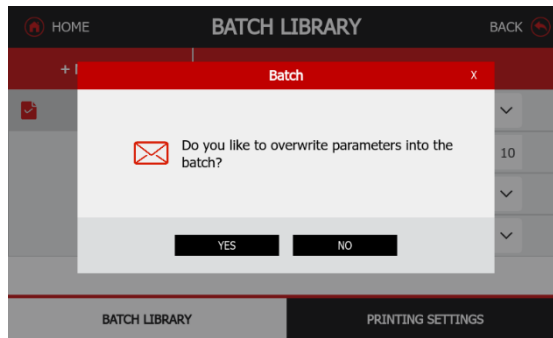 HOME BATCH LIBRARY BACK
+
Batch X
Do you like to overwrite parameters into the
batch?
10
YES NO
BATCH LIBRARY PRINTING SETTINGS